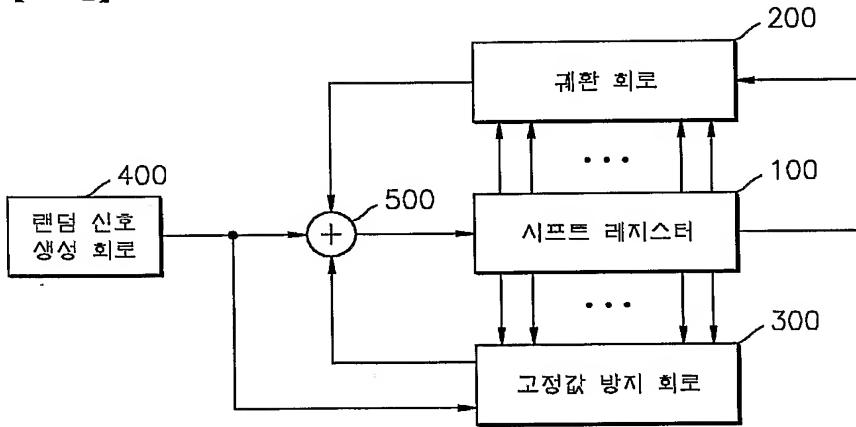 200
궤환 회로
...
100
400
랜덤 신호
생성 회로
500
+
시프트 레지스터
...
300
고정값 방지 회로